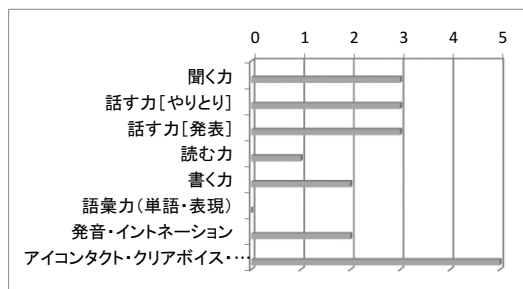 0 1 2 3 4 5
聞く力
話す力[やりとり]
話す力[発表]
読む力
書く力
語彙力(単語・表現)
発音・イントネーション
アイコンタクト・クリアボイス・…